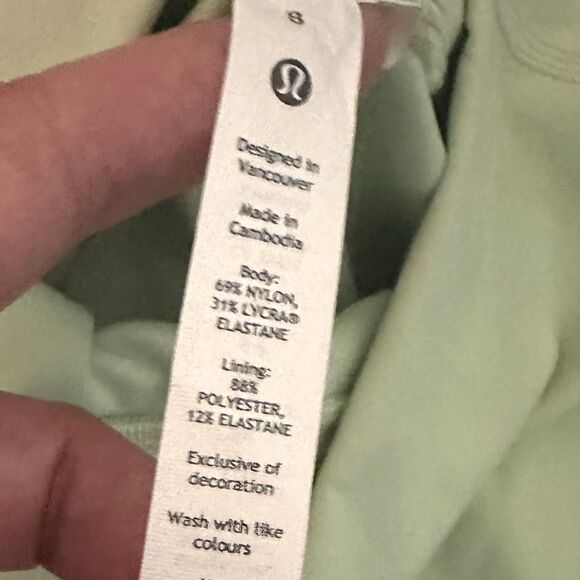 8
Designed in
Vancouver
Made in
Cambodia
Body:
69% NYLON,
31% LYCRA®
ELASTANE
Lining:
88%
POLYESTER,
12% ELASTANE
Exclusive of
decoration
Wash with like
colours